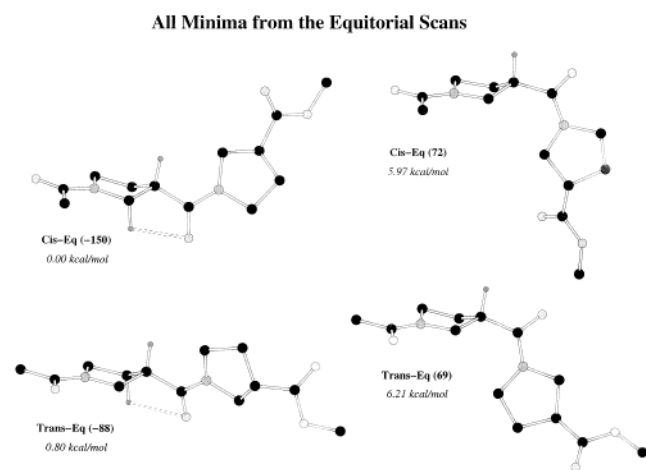 All Minima from the Equitorial Scans
Cis−Eq (−150)
0.00 kcal/mol
Cis−Eq (72)
5.97 kcal/mol
Trans−Eq (−88)
0.80 kcal/mol
Trans−Eq (69)
6.21 kcal/mol